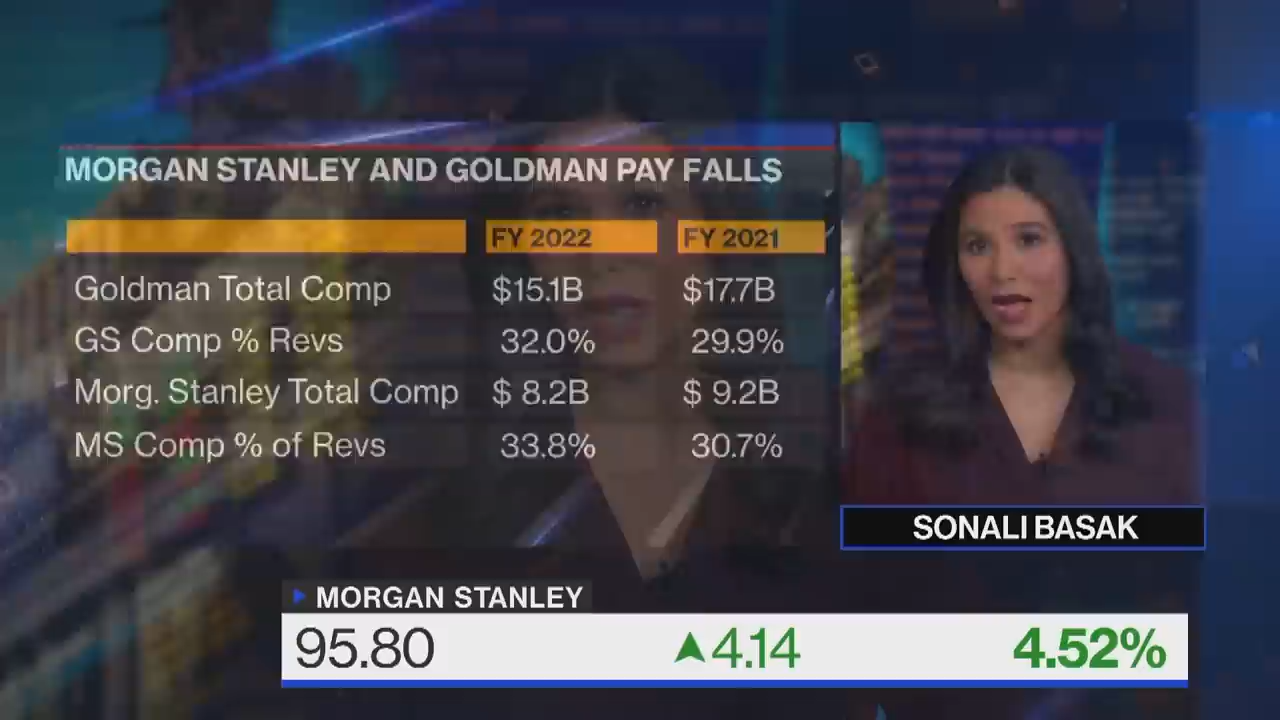 MORGAN STANLEY AND GOLDMAN PAY FALLS
FY 2022 FY 2021
Goldman Total Comp $15.1B $17.7B
GS Comp % Revs 32.0% 29.9%
Morg. Stanley Total Comp $ 8.2B $ 9.2B
MS Comp % of Revs 33.8% 30.7%
SONALI BASAK
MORGAN STANLEY
95.80 4.14 4.52%